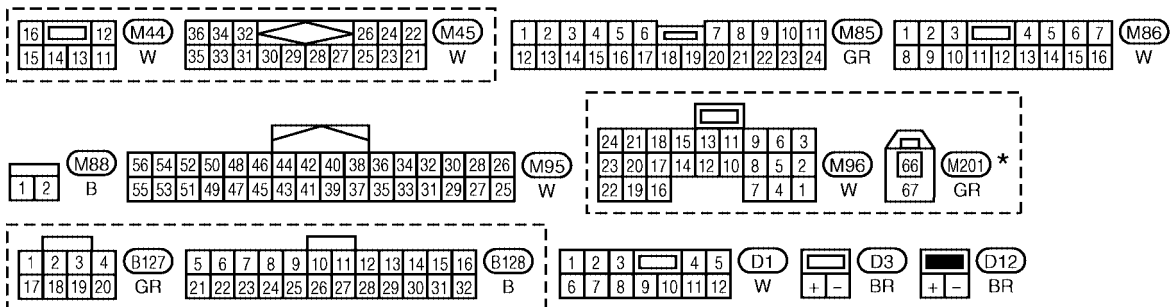 16 12 M44 36 34 32 26 24 22 M45 1 2 3 4 5 6 7 8 9 10 11 M85 1 2 3 4 5 6 7 M86
15 14 13 11 W 35 33 31 30 29 28 27 25 23 21 W 12 13 14 15 16 17 18 19 20 21 22 23 24 GR 8 9 10 11 12 13 14 15 16 W
24 21 18 15 13 11 9 6 3
M88 56 54 52 50 48 46 44 42 40 38 36 34 32 30 28 26 M95 23 20 17 14 12 10 8 5 2 M96 66 M201 *
1 2 B 55 53 51 49 47 45 43 41 39 37 35 33 31 29 27 25 W 22 19 16 7 4 1 W 67 GR
1 2 3 4 B127 5 6 7 8 9 10 11 12 13 14 15 16 B128 1 2 3 4 5 D1 D3 D12
17 18 19 20 GR 21 22 23 24 25 26 27 28 29 30 31 32 B 6 7 8 9 10 11 12 W + − BR + − BR